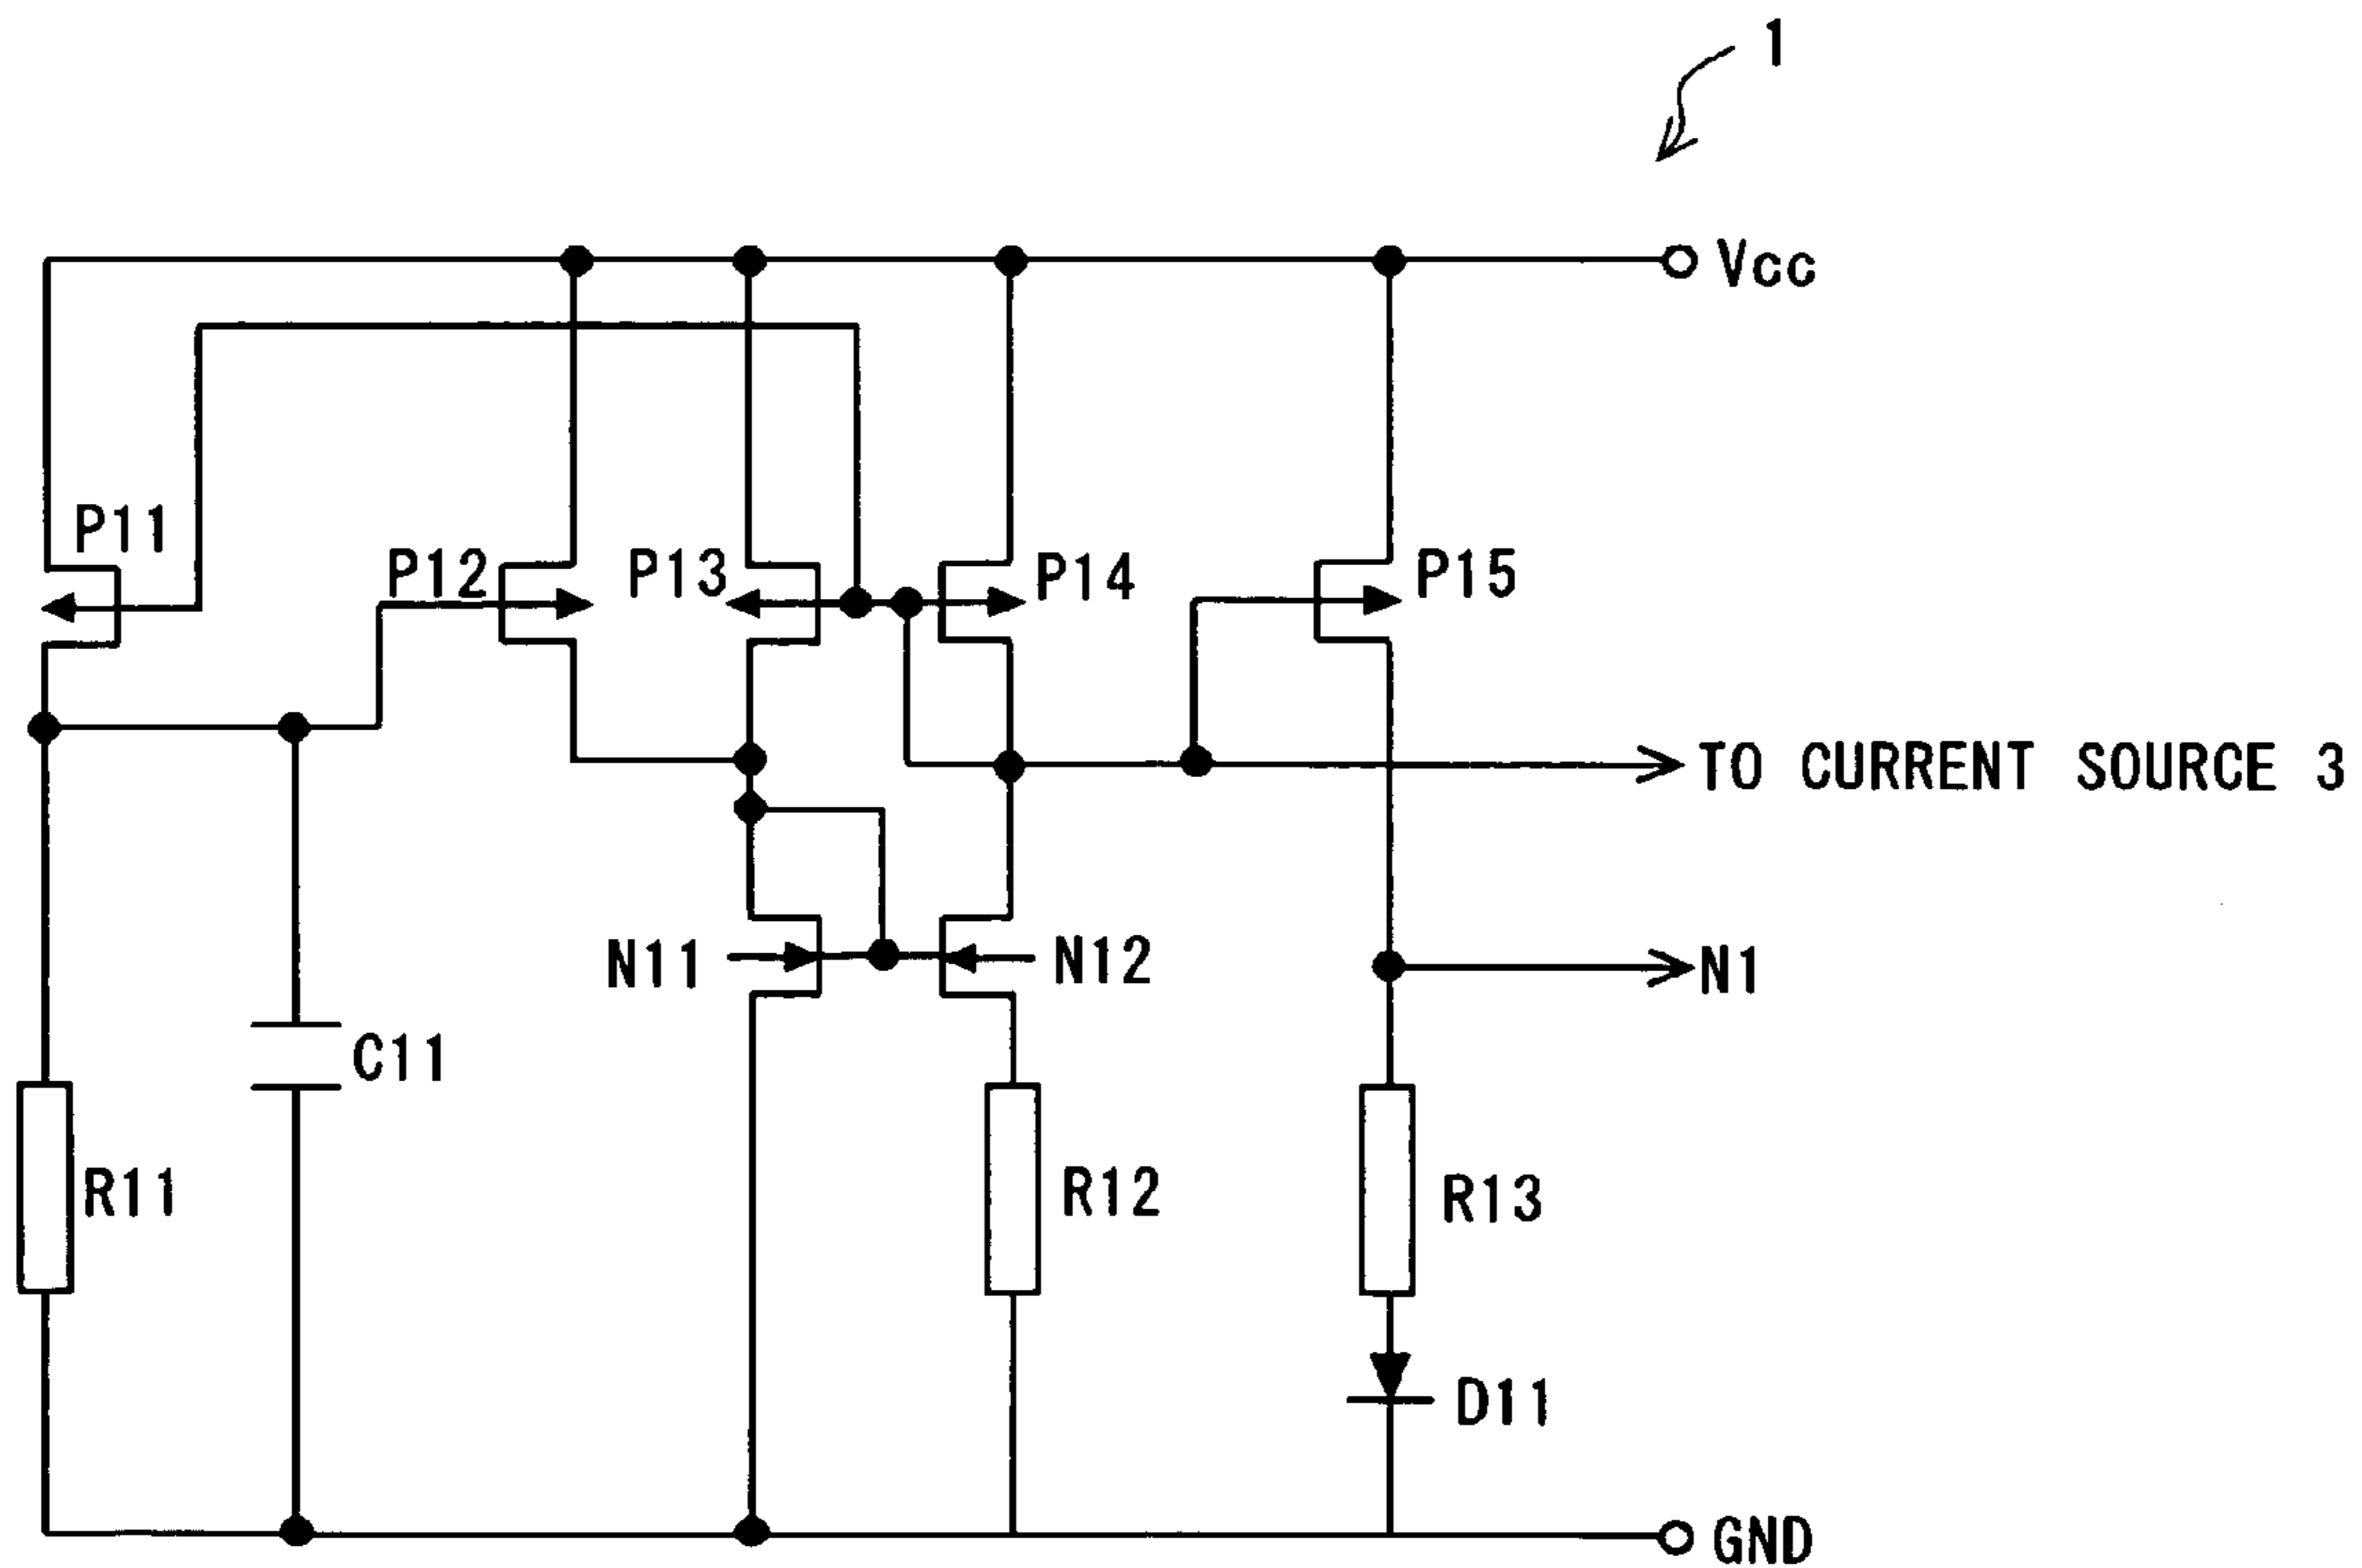 1
Vcc
P11
P12
P13
P14
P15
TO CURRENT SOURCE 3
N11
N12
N1
C11
R11
R12
R13
D11
GND